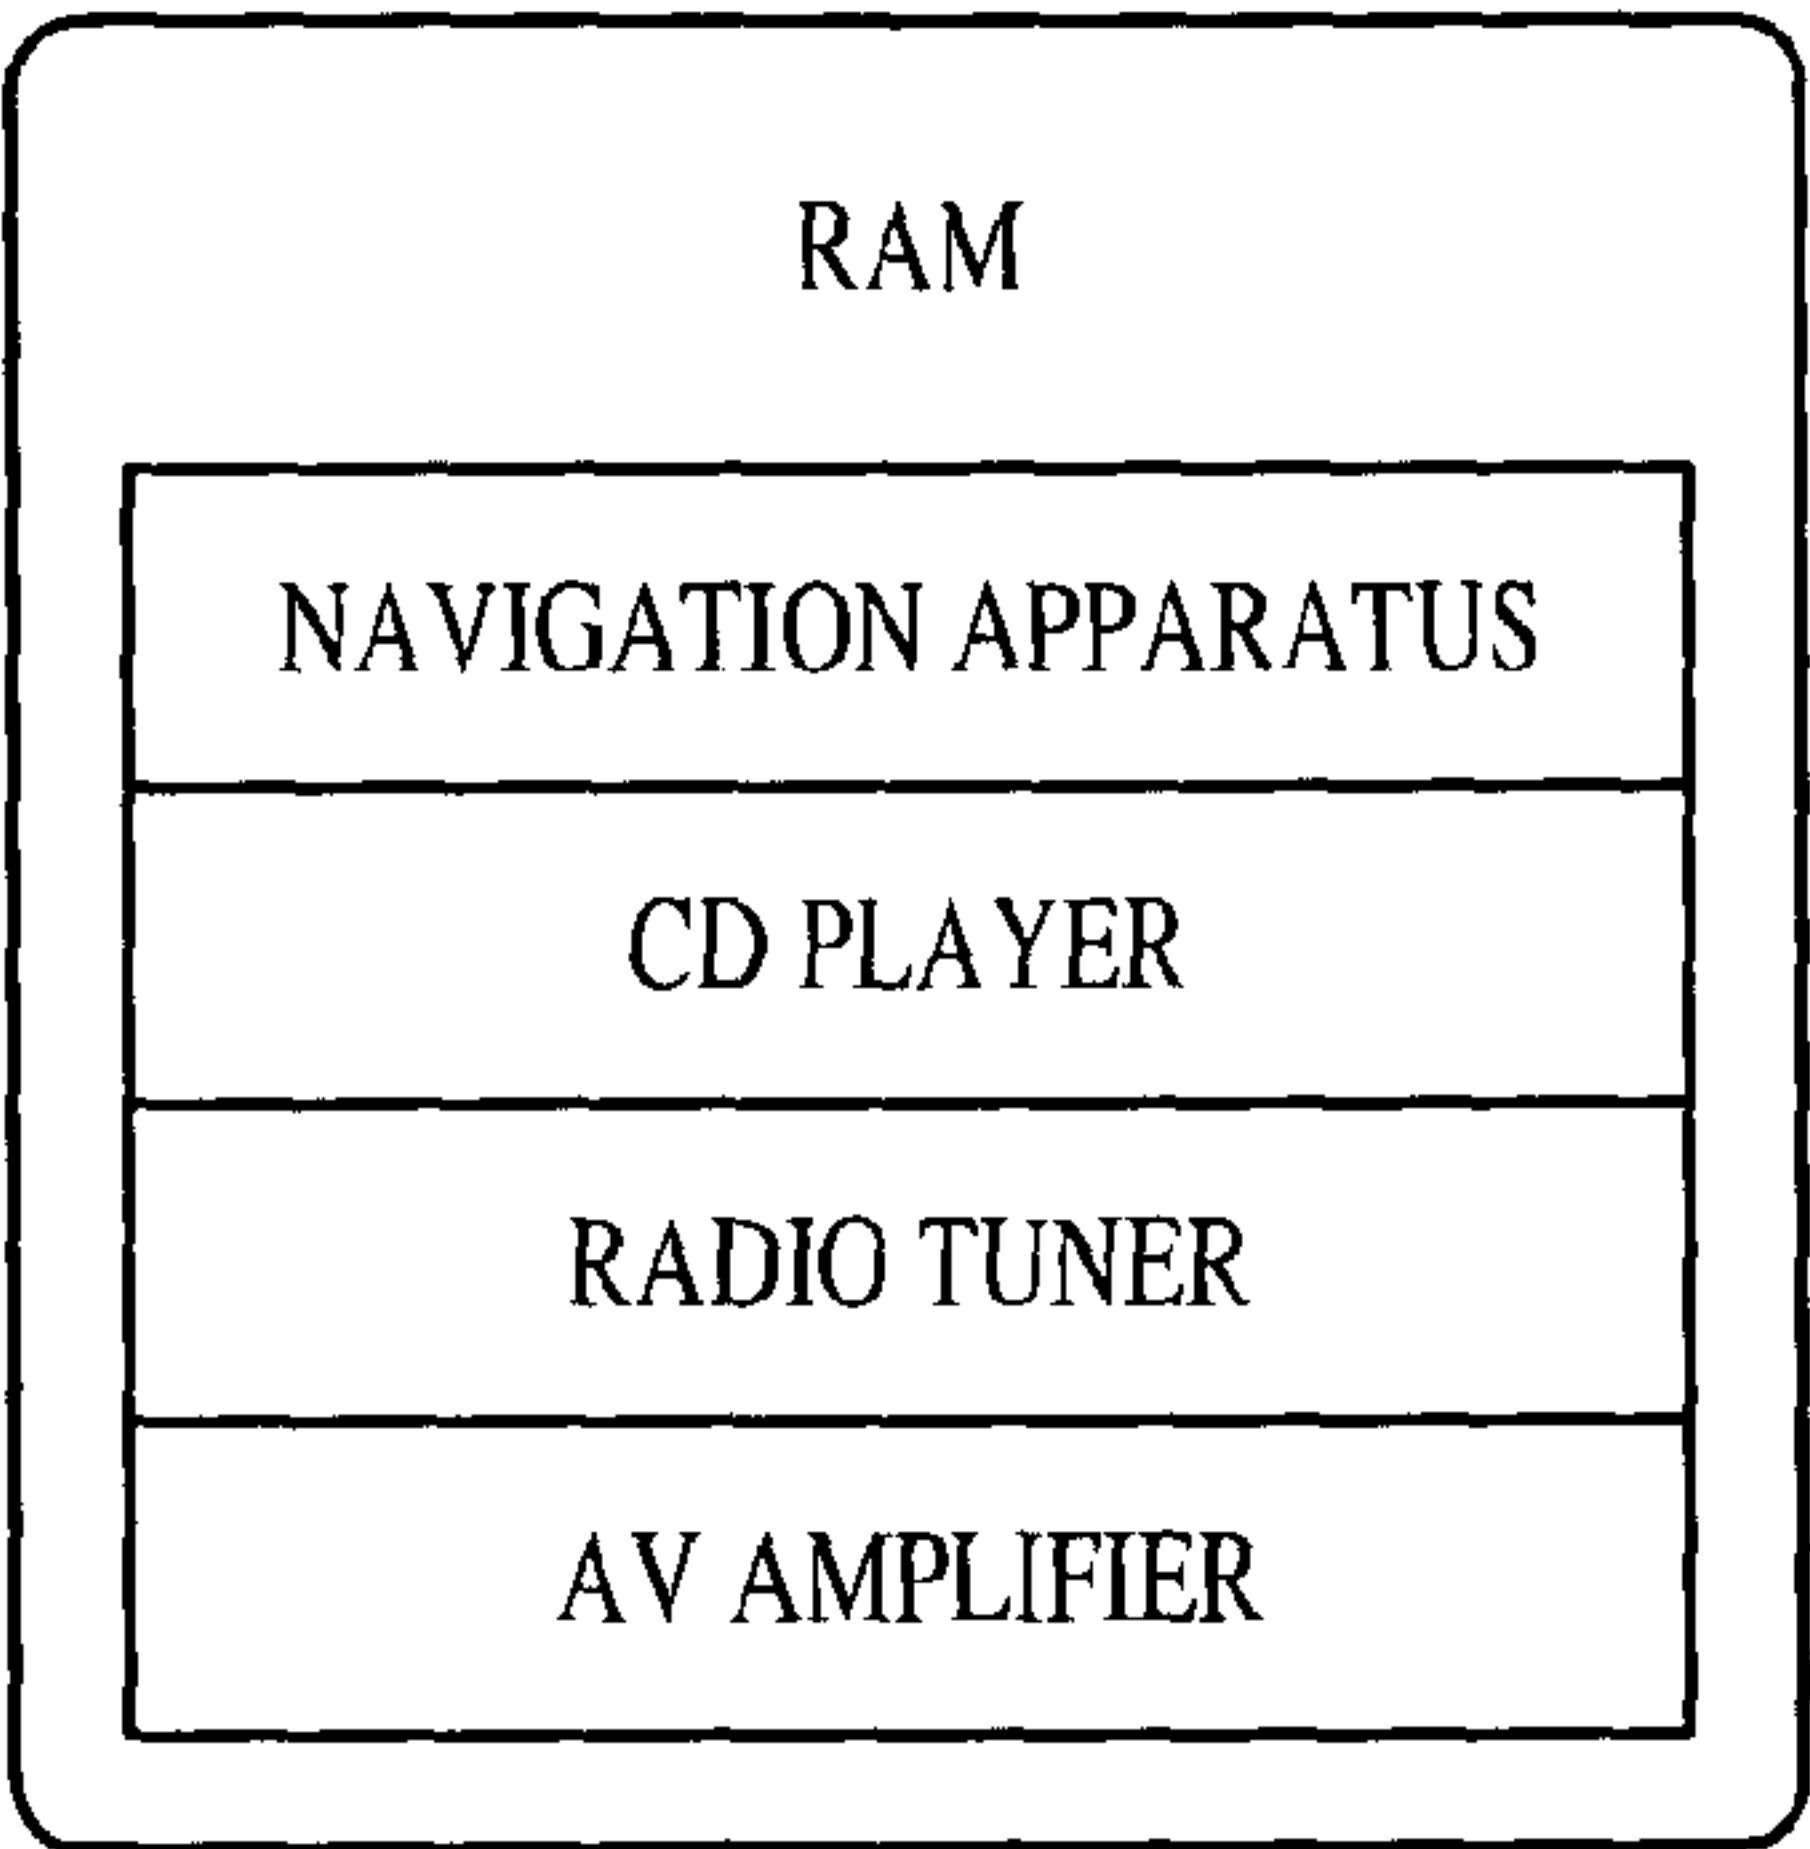 RAM
NAVIGATION APPARATUS
CD PLAYER
RADIO TUNER
AV AMPLIFIER